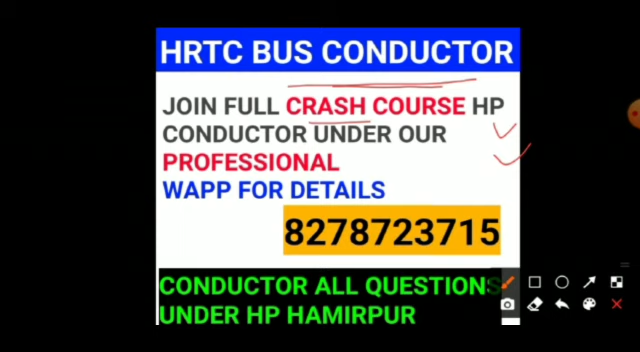 HRTC BUS CONDUCTOR
JOIN FULL CRASH COURSE HP
CONDUCTOR UNDER OUR
PROFESSIONAL
WAPP FOR DETAILS
8278723715
CONDUCTOR ALL QUESTIONS
UNDER HP HAMIRPUR